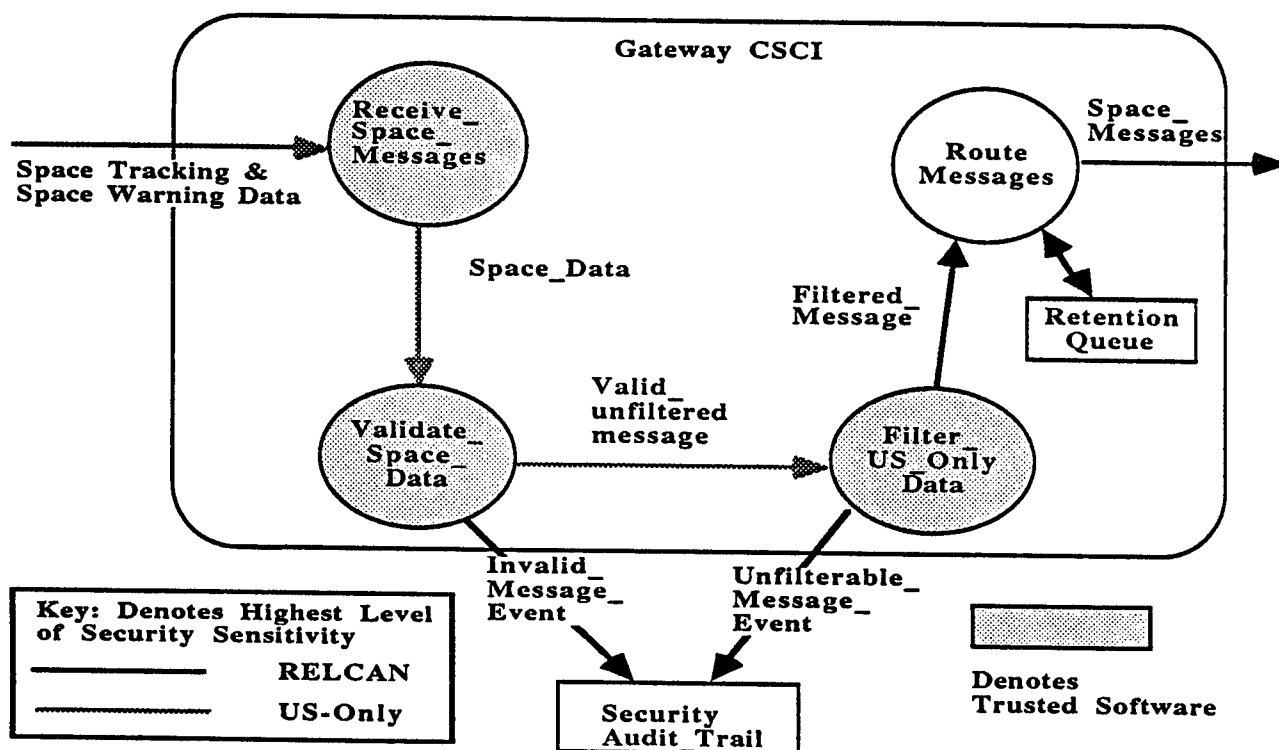 Gateway CSCI
Receive_
Space_
Messages
Space Tracking &
Space Warning Data
Space_Data
Validate_
Space_
Data
Valid_
unfiltered
message
Filter_
US_Only
Data
Filtered_
Message
Route
Messages
Space_
Messages
Retention
Queue
Invalid_
Message_
Event
Unfilterable_
Message_
Event
Security
Audit Trail
Key: Denotes Highest Level
of Security Sensitivity
RELCAN
US-Only
Denotes
Trusted Software